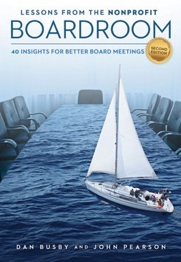 LESSONS FROM THE NONPROFIT
BOARDROOM
40 INSIGHTS FOR BETTER BOARD MEETINGS
SECOND
EDITION
DAN BUSBY AND JOHN PEARSON